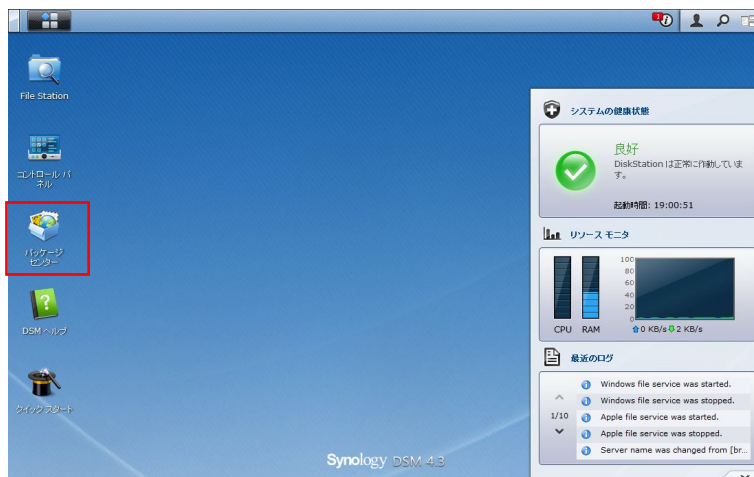 File Station
コントロール パ
ネル
パッケージ
センター
DSM ヘルプ
クイック スタート
システムの健康状態
良好
DiskStation は正常に作動していま
す。
起動時間: 19:00:51
リソース モニタ
100
80
60
40
20
0
CPU RAM
0 KB/s 2 KB/s
最近のログ
Windows file service was started.
Windows file service was stopped.
1/10
Apple file service was started.
Apple file service was stopped.
Server name was changed from [br...
Synology DSM 4.3